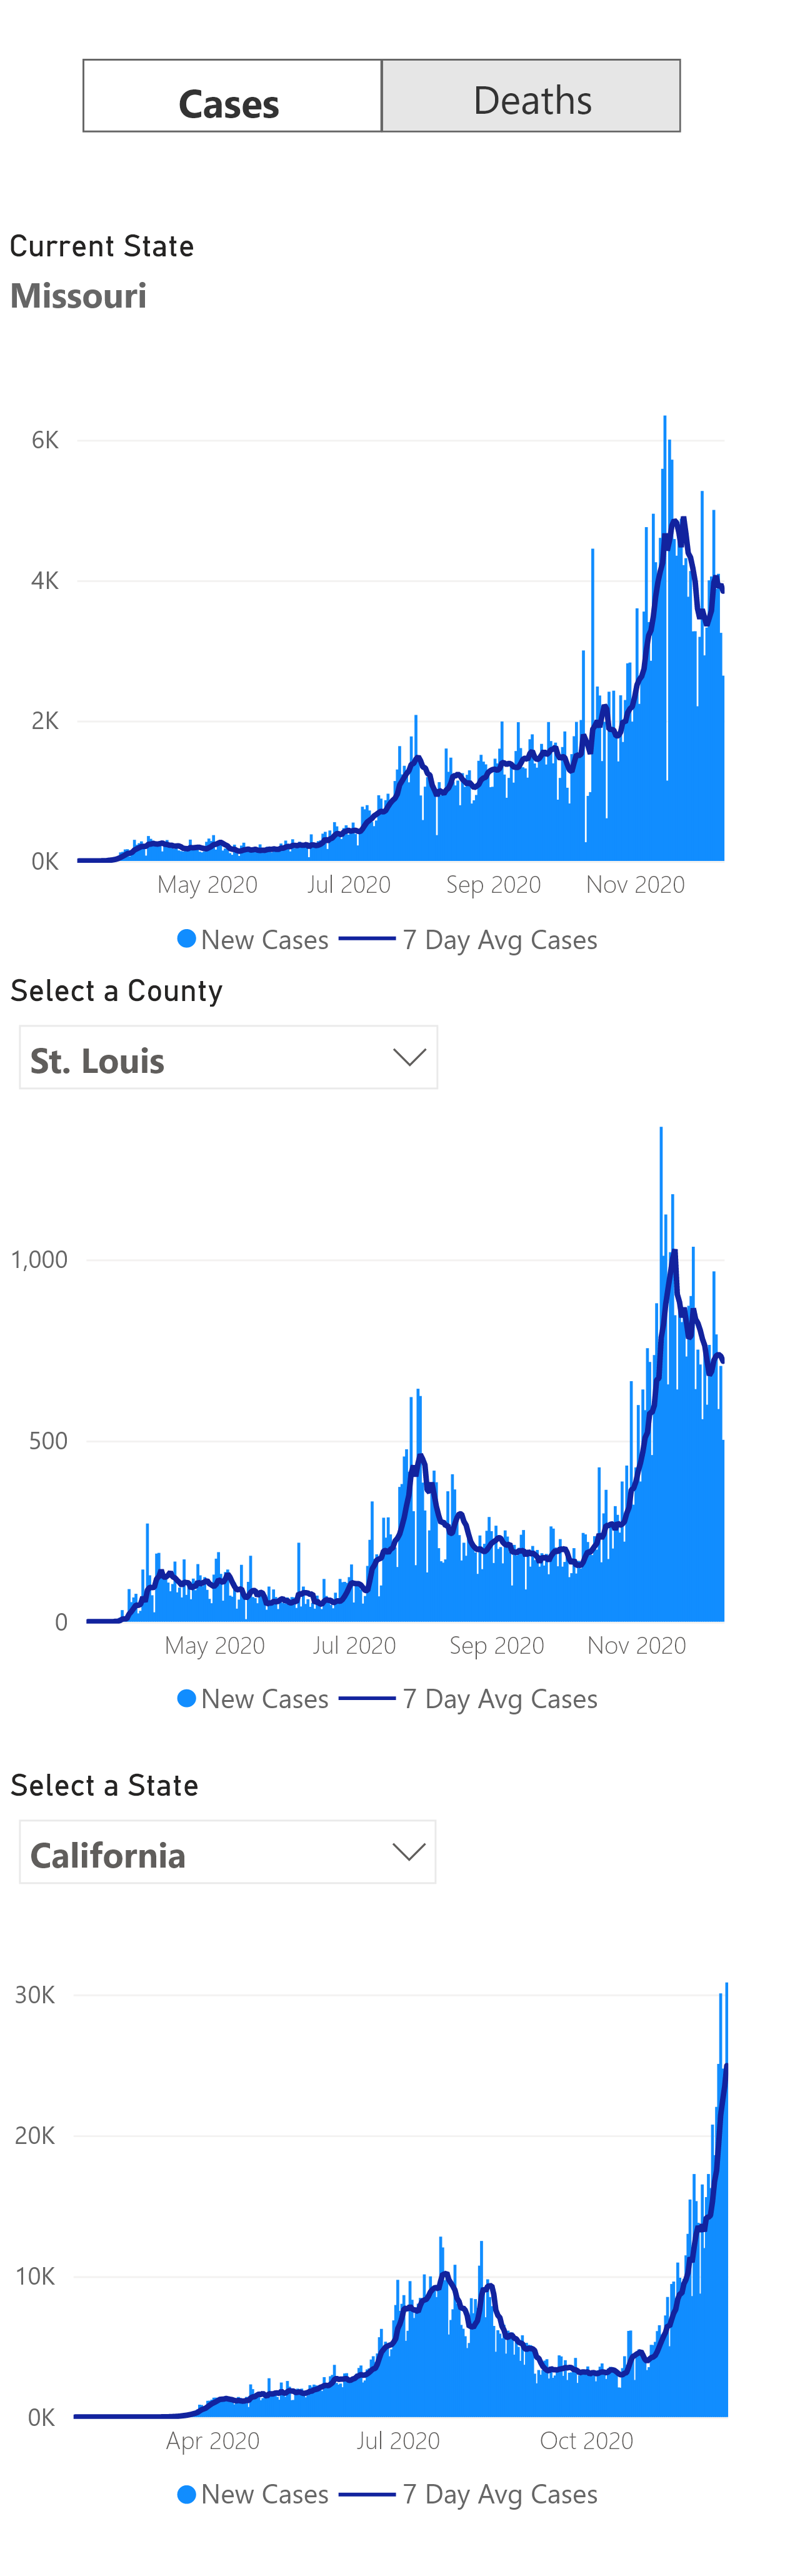 Cases Deaths
Current State
Missouri
6K
4K
2K
0K
May 2020 Jul 2020 Sep 2020 Nov 2020
New Cases 7 Day Avg Cases
Select a County
St. Louis
1,000
500
0
May 2020 Jul 2020 Sep 2020 Nov 2020
New Cases 7 Day Avg Cases
Select a State
California
30K
20K
10K
0K
Apr 2020 Jul 2020 Oct 2020
New Cases 7 Day Avg Cases